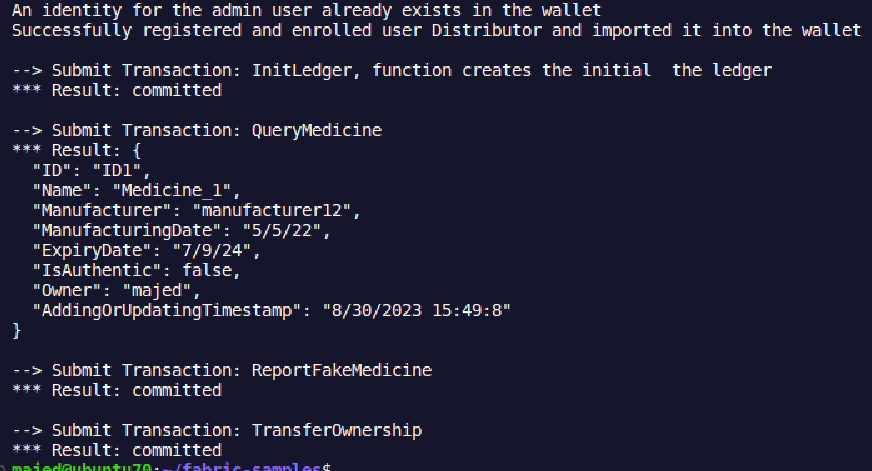 An identity for the admin user already exists in the wallet
Successfully registered and enrolled user Distributor and imported it into the wallet
--> Submit Transaction: InitLedger, function creates the initial  the ledger
*** Result: committed
--> Submit Transaction: QueryMedicine
*** Result: {
  "ID": "ID1",
  "Name": "Medicine_1",
  "Manufacturer": "manufacturer12",
  "ManufacturingDate": "5/5/22",
  "ExpiryDate": "7/9/24",
  "IsAuthentic": false,
  "Owner": "majed",
  "AddingOrUpdatingTimestamp": "8/30/2023 15:49:8"
}
--> Submit Transaction: ReportFakeMedicine
*** Result: committed
--> Submit Transaction: TransferOwnership
*** Result: committed
majed@ubuntu70:~/fabric-samples$